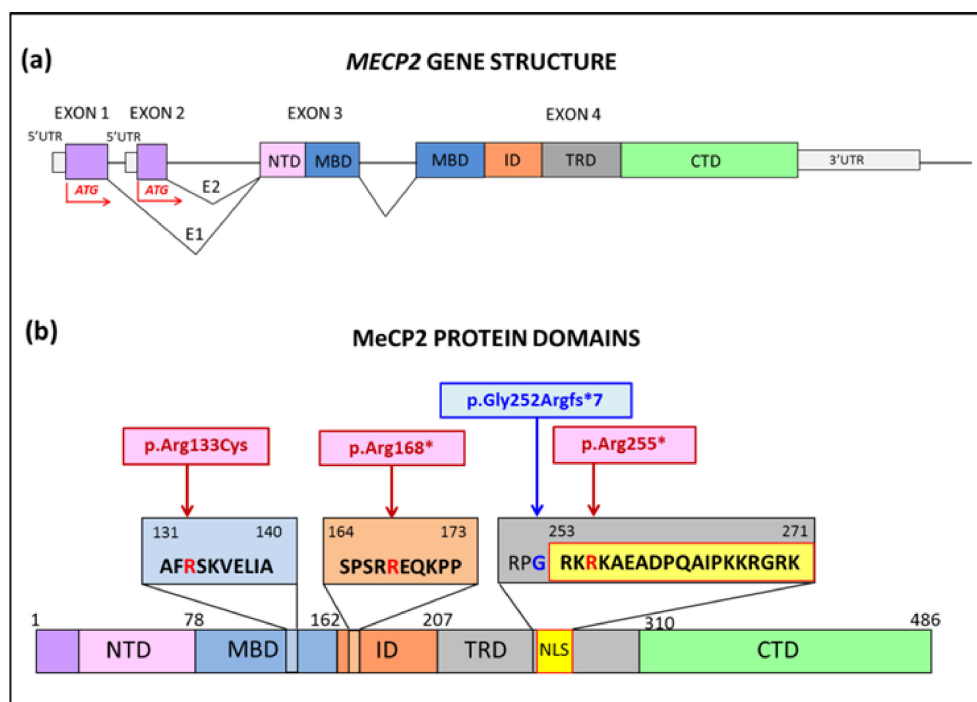 (a)
MECP2 GENE STRUCTURE
EXON 1 EXON 2 EXON 3 EXON 4
5'UTR 5'UTR
NTD MBD MBD ID TRD CTD 3'UTR
ATG ATG
E2
E1
(b)
MeCP2 PROTEIN DOMAINS
p.Gly252Argfs*7
p.Arg133Cys p.Arg168* p.Arg255*
131 140 164 173 253 271
AFRSKVELIA SPSRREQKPP RPG RKRKAEADPQAIPKKRGRK
1 78 162 207 310 486
NTD MBD ID TRD NLS CTD